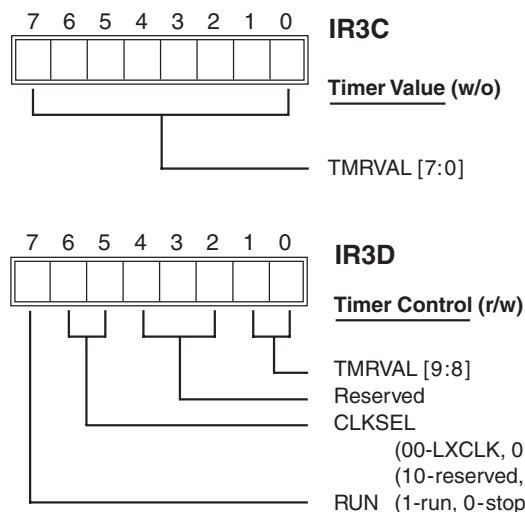 7 6 5 4 3 2 1 0
IR3C
Timer Value (w/o)
TMRVAL [7:0]
7 6 5 4 3 2 1 0
IR3D
Timer Control (r/w)
TMRVAL [9:8]
Reserved
CLKSEL
(00-LXCLK, 0
(10-reserved,
RUN (1-run, 0-stop